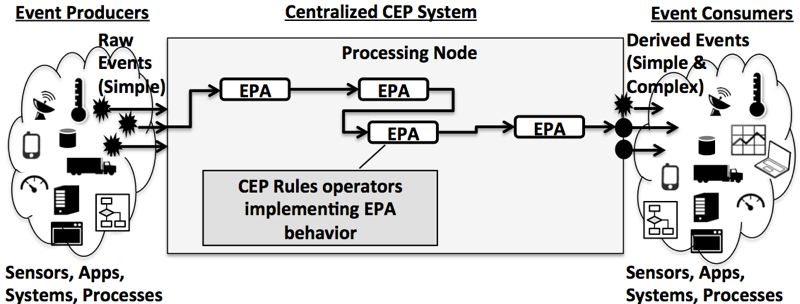 Event Producers
Centralized CEP System
Event Consumers
Raw
Events
(Simple)
Processing Node
Derived Events
(Simple &
Complex)
EPA
EPA
EPA
EPA
CEP Rules operators
implementing EPA
behavior
Sensors, Apps,
Systems, Processes
Sensors, Apps,
Systems, Processes